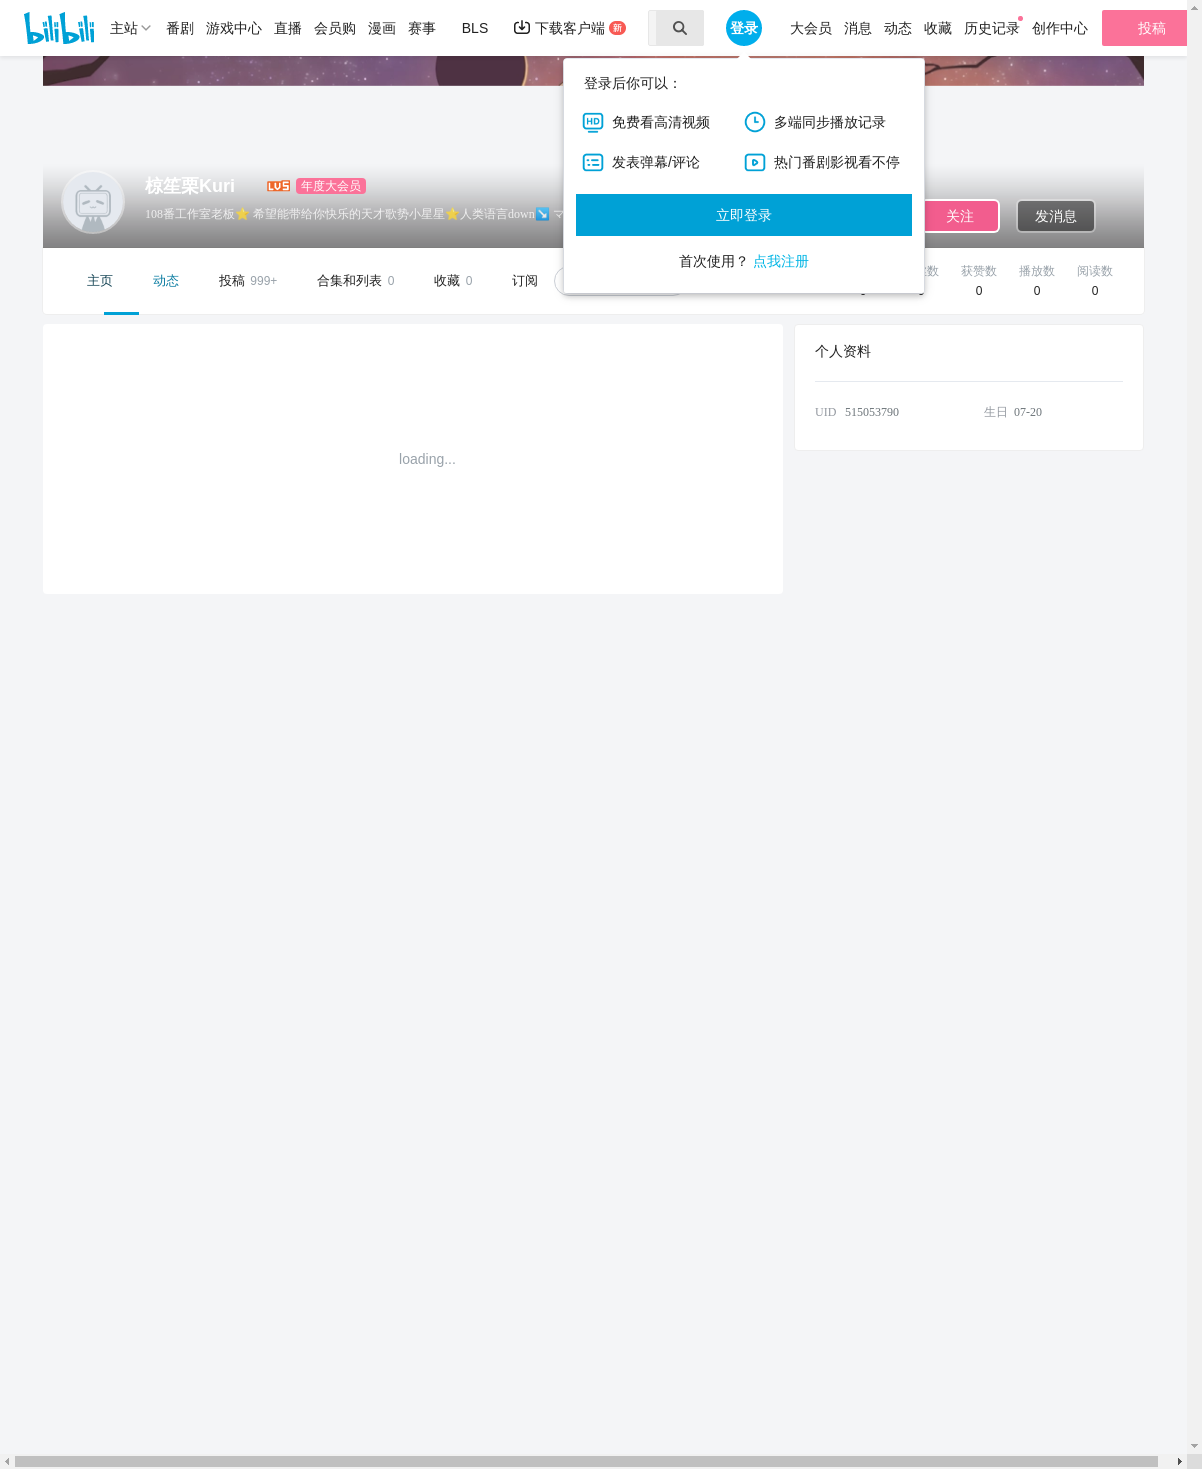 bilibili 主站 番剧 游戏中心 直播 会员购 漫画 赛事 BLS 下载客户端 新 登录 大会员 消息 动态 收藏 历史记录 创作中心 投稿
登录后你可以：
HD 免费看高清视频 多端同步播放记录
发表弹幕/评论 热门番剧影视看不停
立即登录
首次使用？ 点我注册
椋笙栗Kuri LV5 年度大会员
108番工作室老板⭐ 希望能带给你快乐的天才歌势小星星⭐人类语言down↘️ マ
关注 发消息
主页 动态 投稿 999+ 合集和列表 0 收藏 0 订阅
数 获赞数 播放数 阅读数
0 0 0
loading...
个人资料
UID 515053790 生日 07-20